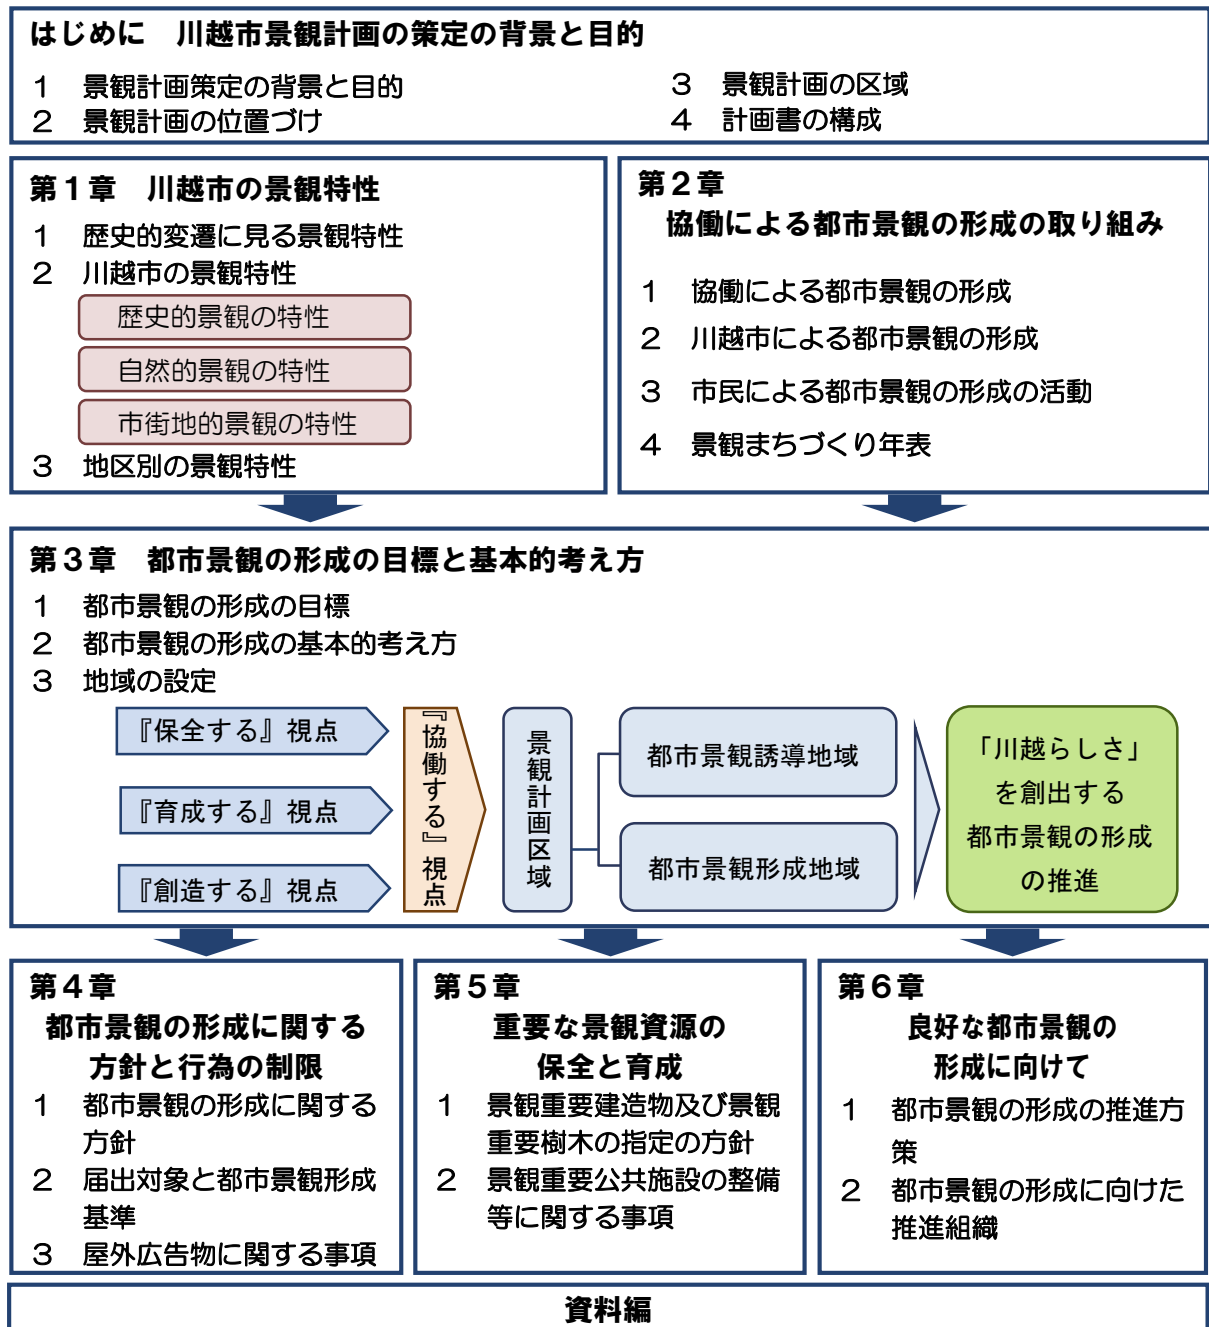 はじめに　川越市景観計画の策定の背景と目的
１　景観計画策定の背景と目的
２　景観計画の位置づけ
３　景観計画の区域
４　計画書の構成
第１章　川越市の景観特性
１　歴史的変遷に見る景観特性
２　川越市の景観特性
歴史的景観の特性
自然的景観の特性
市街地的景観の特性
３　地区別の景観特性
第２章
協働による都市景観の形成の取り組み
１　協働による都市景観の形成
２　川越市による都市景観の形成
３　市民による都市景観の形成の活動
４　景観まちづくり年表
第３章　都市景観の形成の目標と基本的考え方
１　都市景観の形成の目標
２　都市景観の形成の基本的考え方
３　地域の設定
『保全する』視点
『育成する』視点
『創造する』視点
『協働する』視点
景観計画区域
都市景観誘導地域
都市景観形成地域
「川越らしさ」
を創出する
都市景観の形成
の推進
第４章
都市景観の形成に関する
方針と行為の制限
１　都市景観の形成に関する
方針
２　届出対象と都市景観形成
基準
３　屋外広告物に関する事項
第５章
重要な景観資源の
保全と育成
１　景観重要建造物及び景観
重要樹木の指定の方針
２　景観重要公共施設の整備
等に関する事項
第６章
良好な都市景観の
形成に向けて
１　都市景観の形成の推進方
策
２　都市景観の形成に向けた
推進組織
資料編